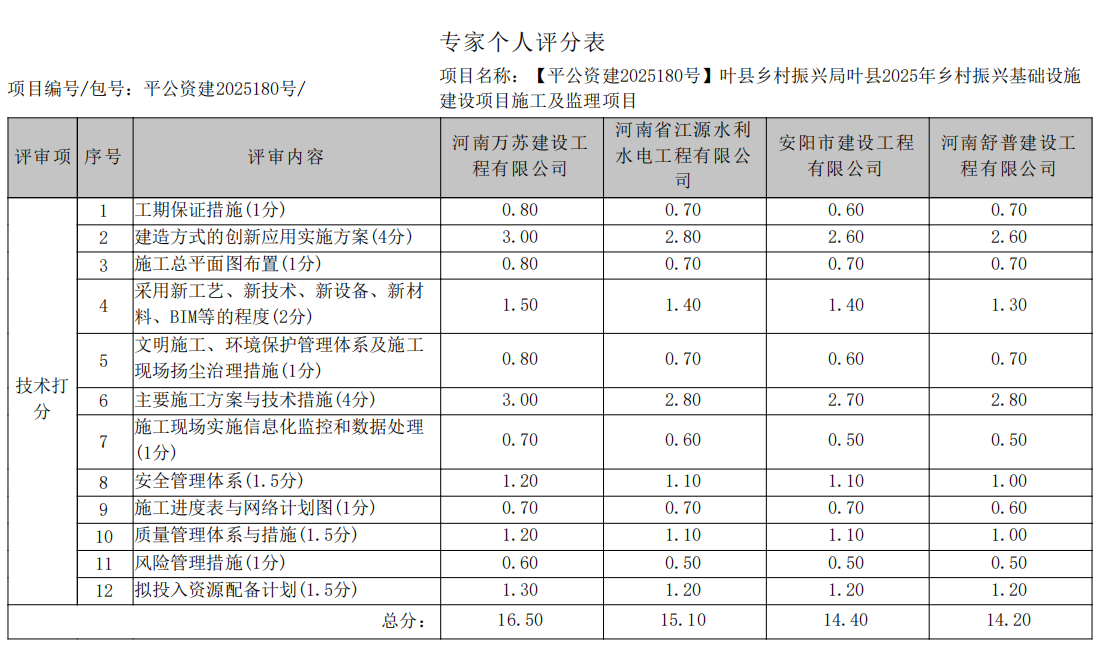 专家个人评分表
项目编号/包号：平公资建2025180号/
项目名称：【平公资建2025180号】叶县乡村振兴局叶县2025年乡村振兴基础设施
建设项目施工及监理项目
评审项 序号 评审内容 河南万苏建设工程有限公司 河南省江源水利水电工程有限公司 安阳市建设工程有限公司 河南舒普建设工程有限公司
技术打分
1 工期保证措施(1分) 0.80 0.70 0.60 0.70
2 建造方式的创新应用实施方案(4分) 3.00 2.80 2.60 2.60
3 施工总平面图布置(1分) 0.80 0.70 0.70 0.70
4 采用新工艺、新技术、新设备、新材料、BIM等的程度(2分) 1.50 1.40 1.40 1.30
5 文明施工、环境保护管理体系及施工现场扬尘治理措施(1分) 0.80 0.70 0.60 0.70
6 主要施工方案与技术措施(4分) 3.00 2.80 2.70 2.80
7 施工现场实施信息化监控和数据处理(1分) 0.70 0.60 0.50 0.50
8 安全管理体系(1.5分) 1.20 1.10 1.10 1.00
9 施工进度表与网络计划图(1分) 0.70 0.70 0.70 0.60
10 质量管理体系与措施(1.5分) 1.20 1.10 1.10 1.00
11 风险管理措施(1分) 0.60 0.50 0.50 0.50
12 拟投入资源配备计划(1.5分) 1.30 1.20 1.20 1.20
总分： 16.50 15.10 14.40 14.20